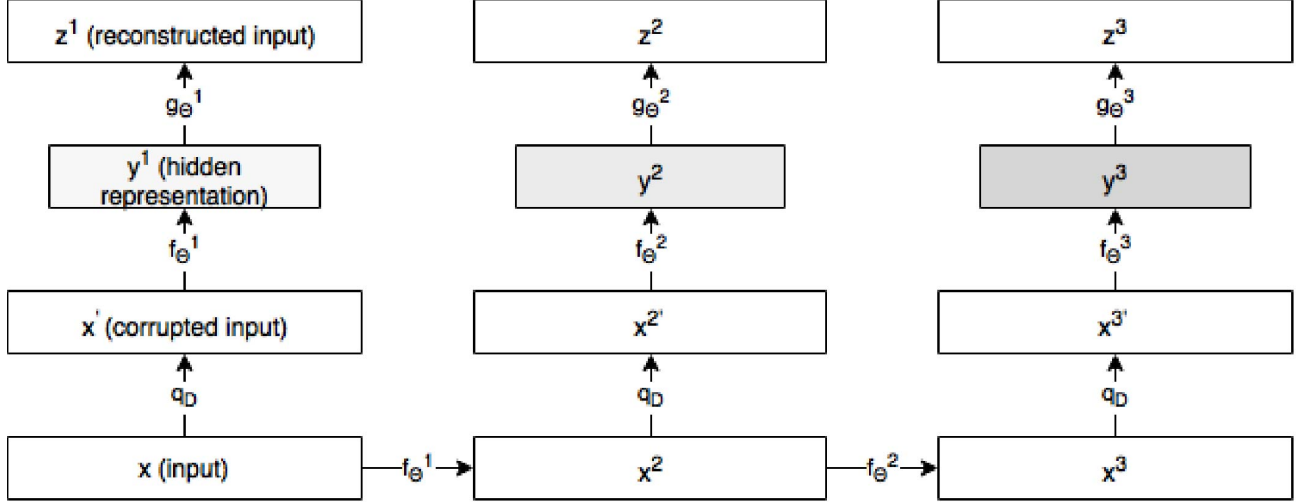 z¹ (reconstructed input)
z²
z³
gΘ¹
gΘ²
gΘ³
y¹ (hidden
representation)
y²
y³
fΘ¹
fΘ²
fΘ³
x' (corrupted input)
x²'
x³'
qD
qD
qD
x (input)
fΘ¹
x²
fΘ²
x³